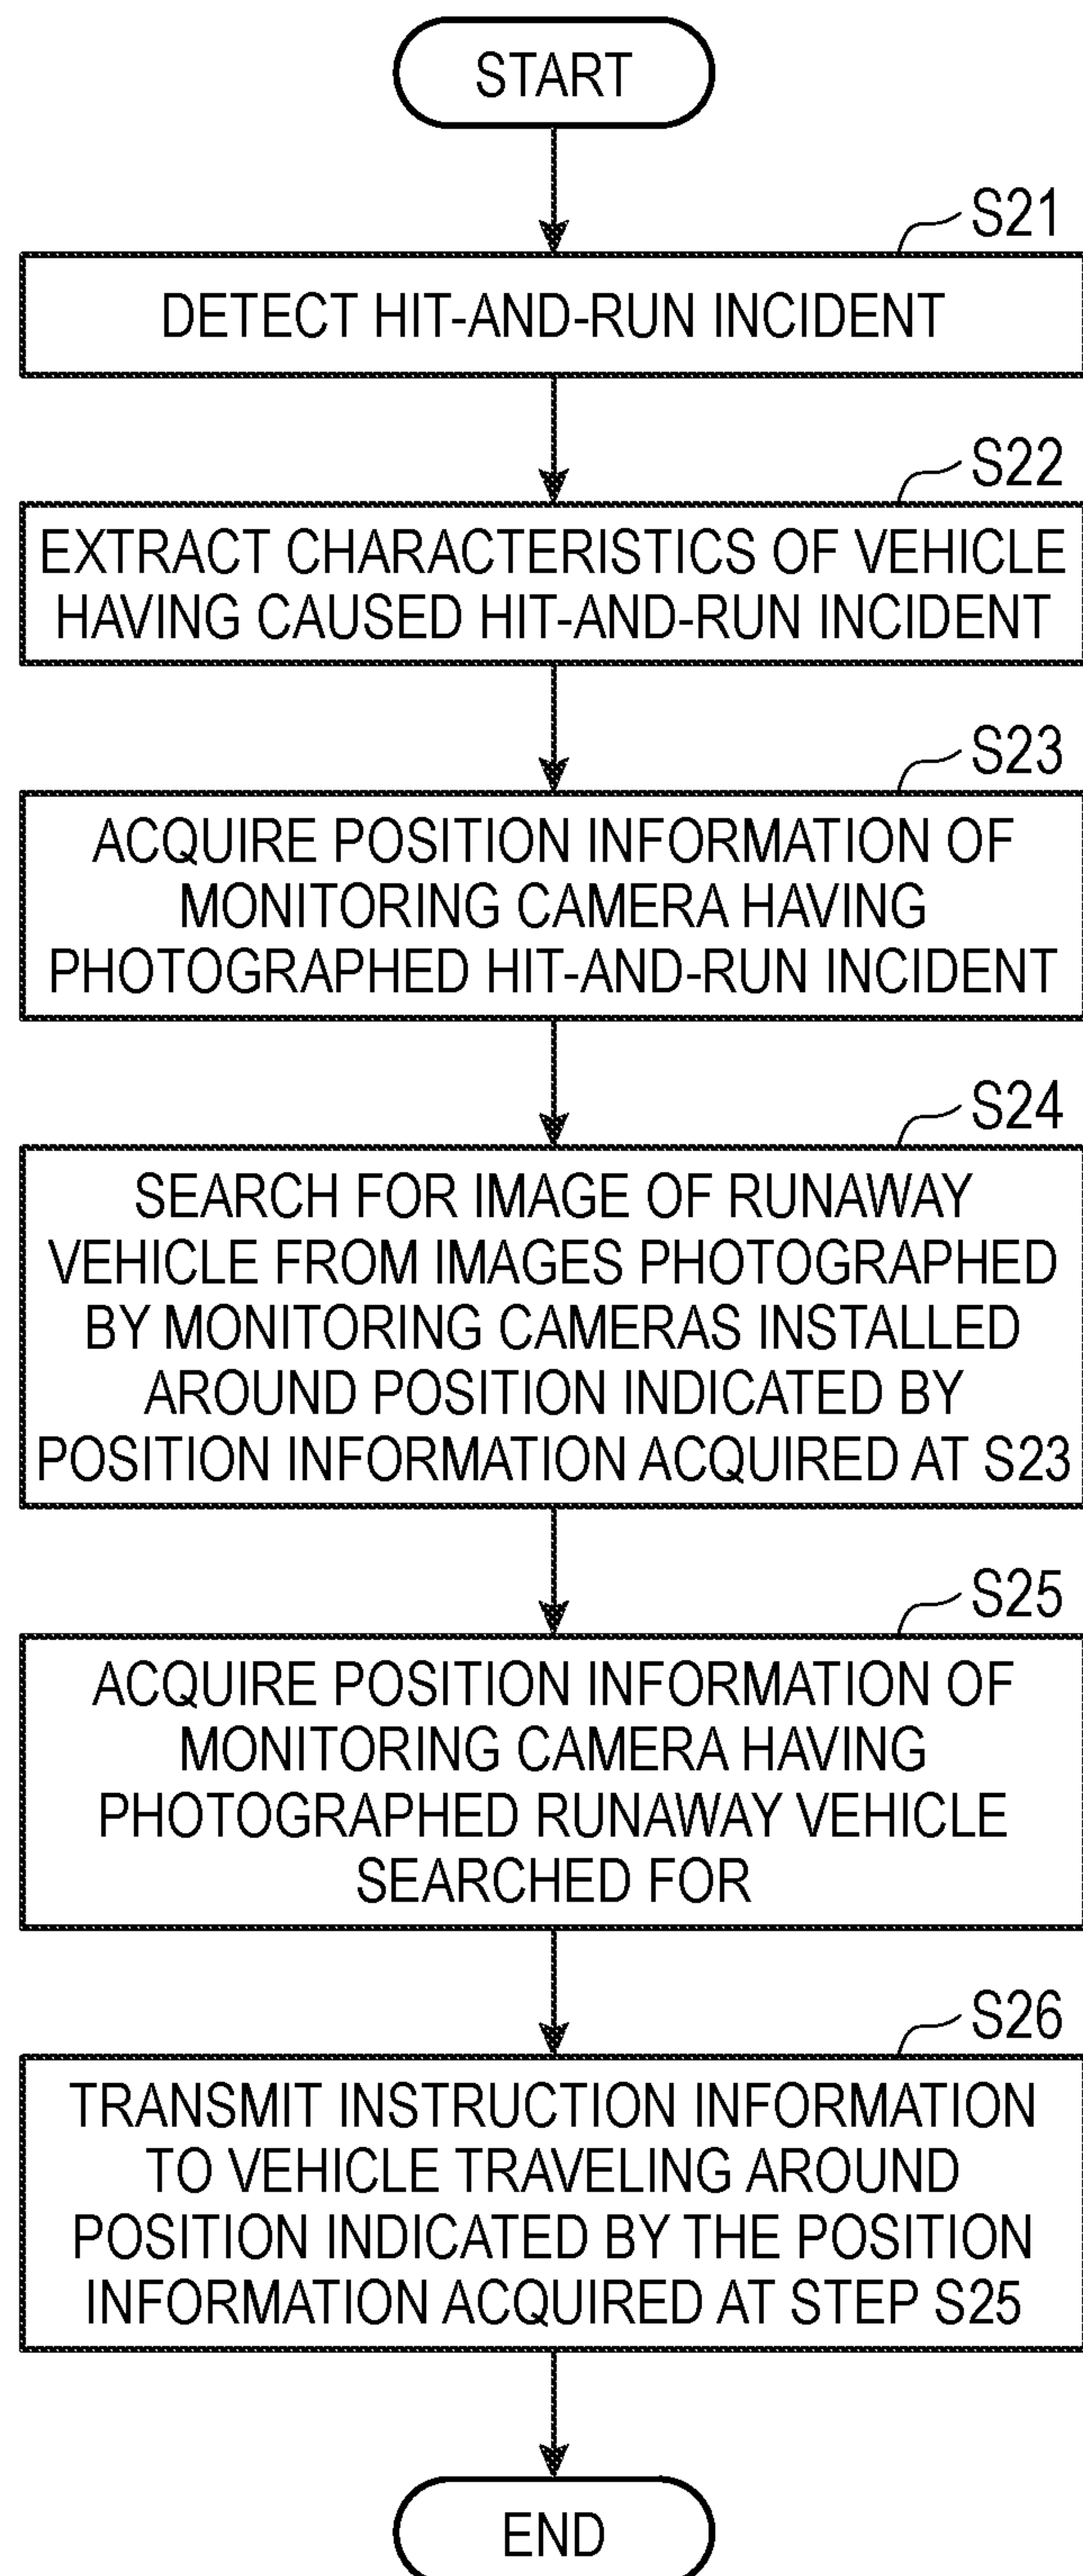 START
S21
DETECT HIT-AND-RUN INCIDENT
S22
EXTRACT CHARACTERISTICS OF VEHICLE
HAVING CAUSED HIT-AND-RUN INCIDENT
S23
ACQUIRE POSITION INFORMATION OF
MONITORING CAMERA HAVING
PHOTOGRAPHED HIT-AND-RUN INCIDENT
S24
SEARCH FOR IMAGE OF RUNAWAY
VEHICLE FROM IMAGES PHOTOGRAPHED
BY MONITORING CAMERAS INSTALLED
AROUND POSITION INDICATED BY
POSITION INFORMATION ACQUIRED AT S23
S25
ACQUIRE POSITION INFORMATION OF
MONITORING CAMERA HAVING
PHOTOGRAPHED RUNAWAY VEHICLE
SEARCHED FOR
S26
TRANSMIT INSTRUCTION INFORMATION
TO VEHICLE TRAVELING AROUND
POSITION INDICATED BY THE POSITION
INFORMATION ACQUIRED AT STEP S25
END